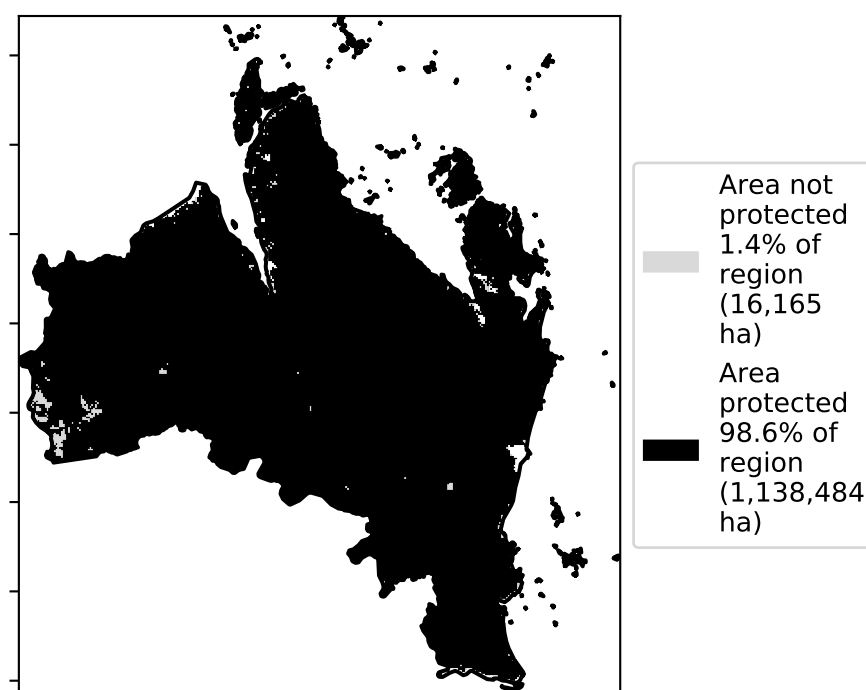 Area not
protected
1.4% of
region
(16,165
ha)
Area
protected
98.6% of
region
(1,138,484
ha)